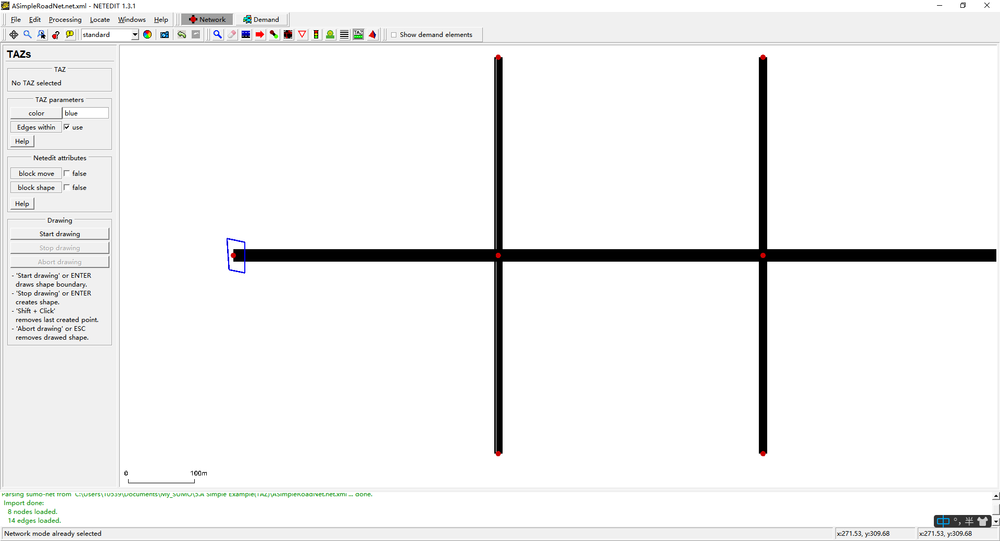 ASimpleRoadNet.net.xml - NETEDIT 1.3.1
File Edit Processing Locate Windows Help Network Demand
standard TAZ Show demand elements
TAZs
TAZ
No TAZ selected
TAZ parameters
color blue
Edges within use
Help
Netedit attributes
block move false
block shape false
Help
Drawing
Start drawing
Stop drawing
Abort drawing
- 'Start drawing' or ENTER
draws shape boundary.
- 'Stop drawing' or ENTER
creates shape.
- 'Shift + Click'
removes last created point.
- 'Abort drawing' or ESC
removes drawed shape.
0 100m
Parsing sumo-net from 'C:\Users\10539\Documents\My_SUMO\5.A Simple Example(TAZ)\ASimpleRoadNet.net.xml ... done.
Import done:
8 nodes loaded.
14 edges loaded.
中 °, 半
Network mode already selected x:271.53, y:309.68 x:271.53, y:309.68